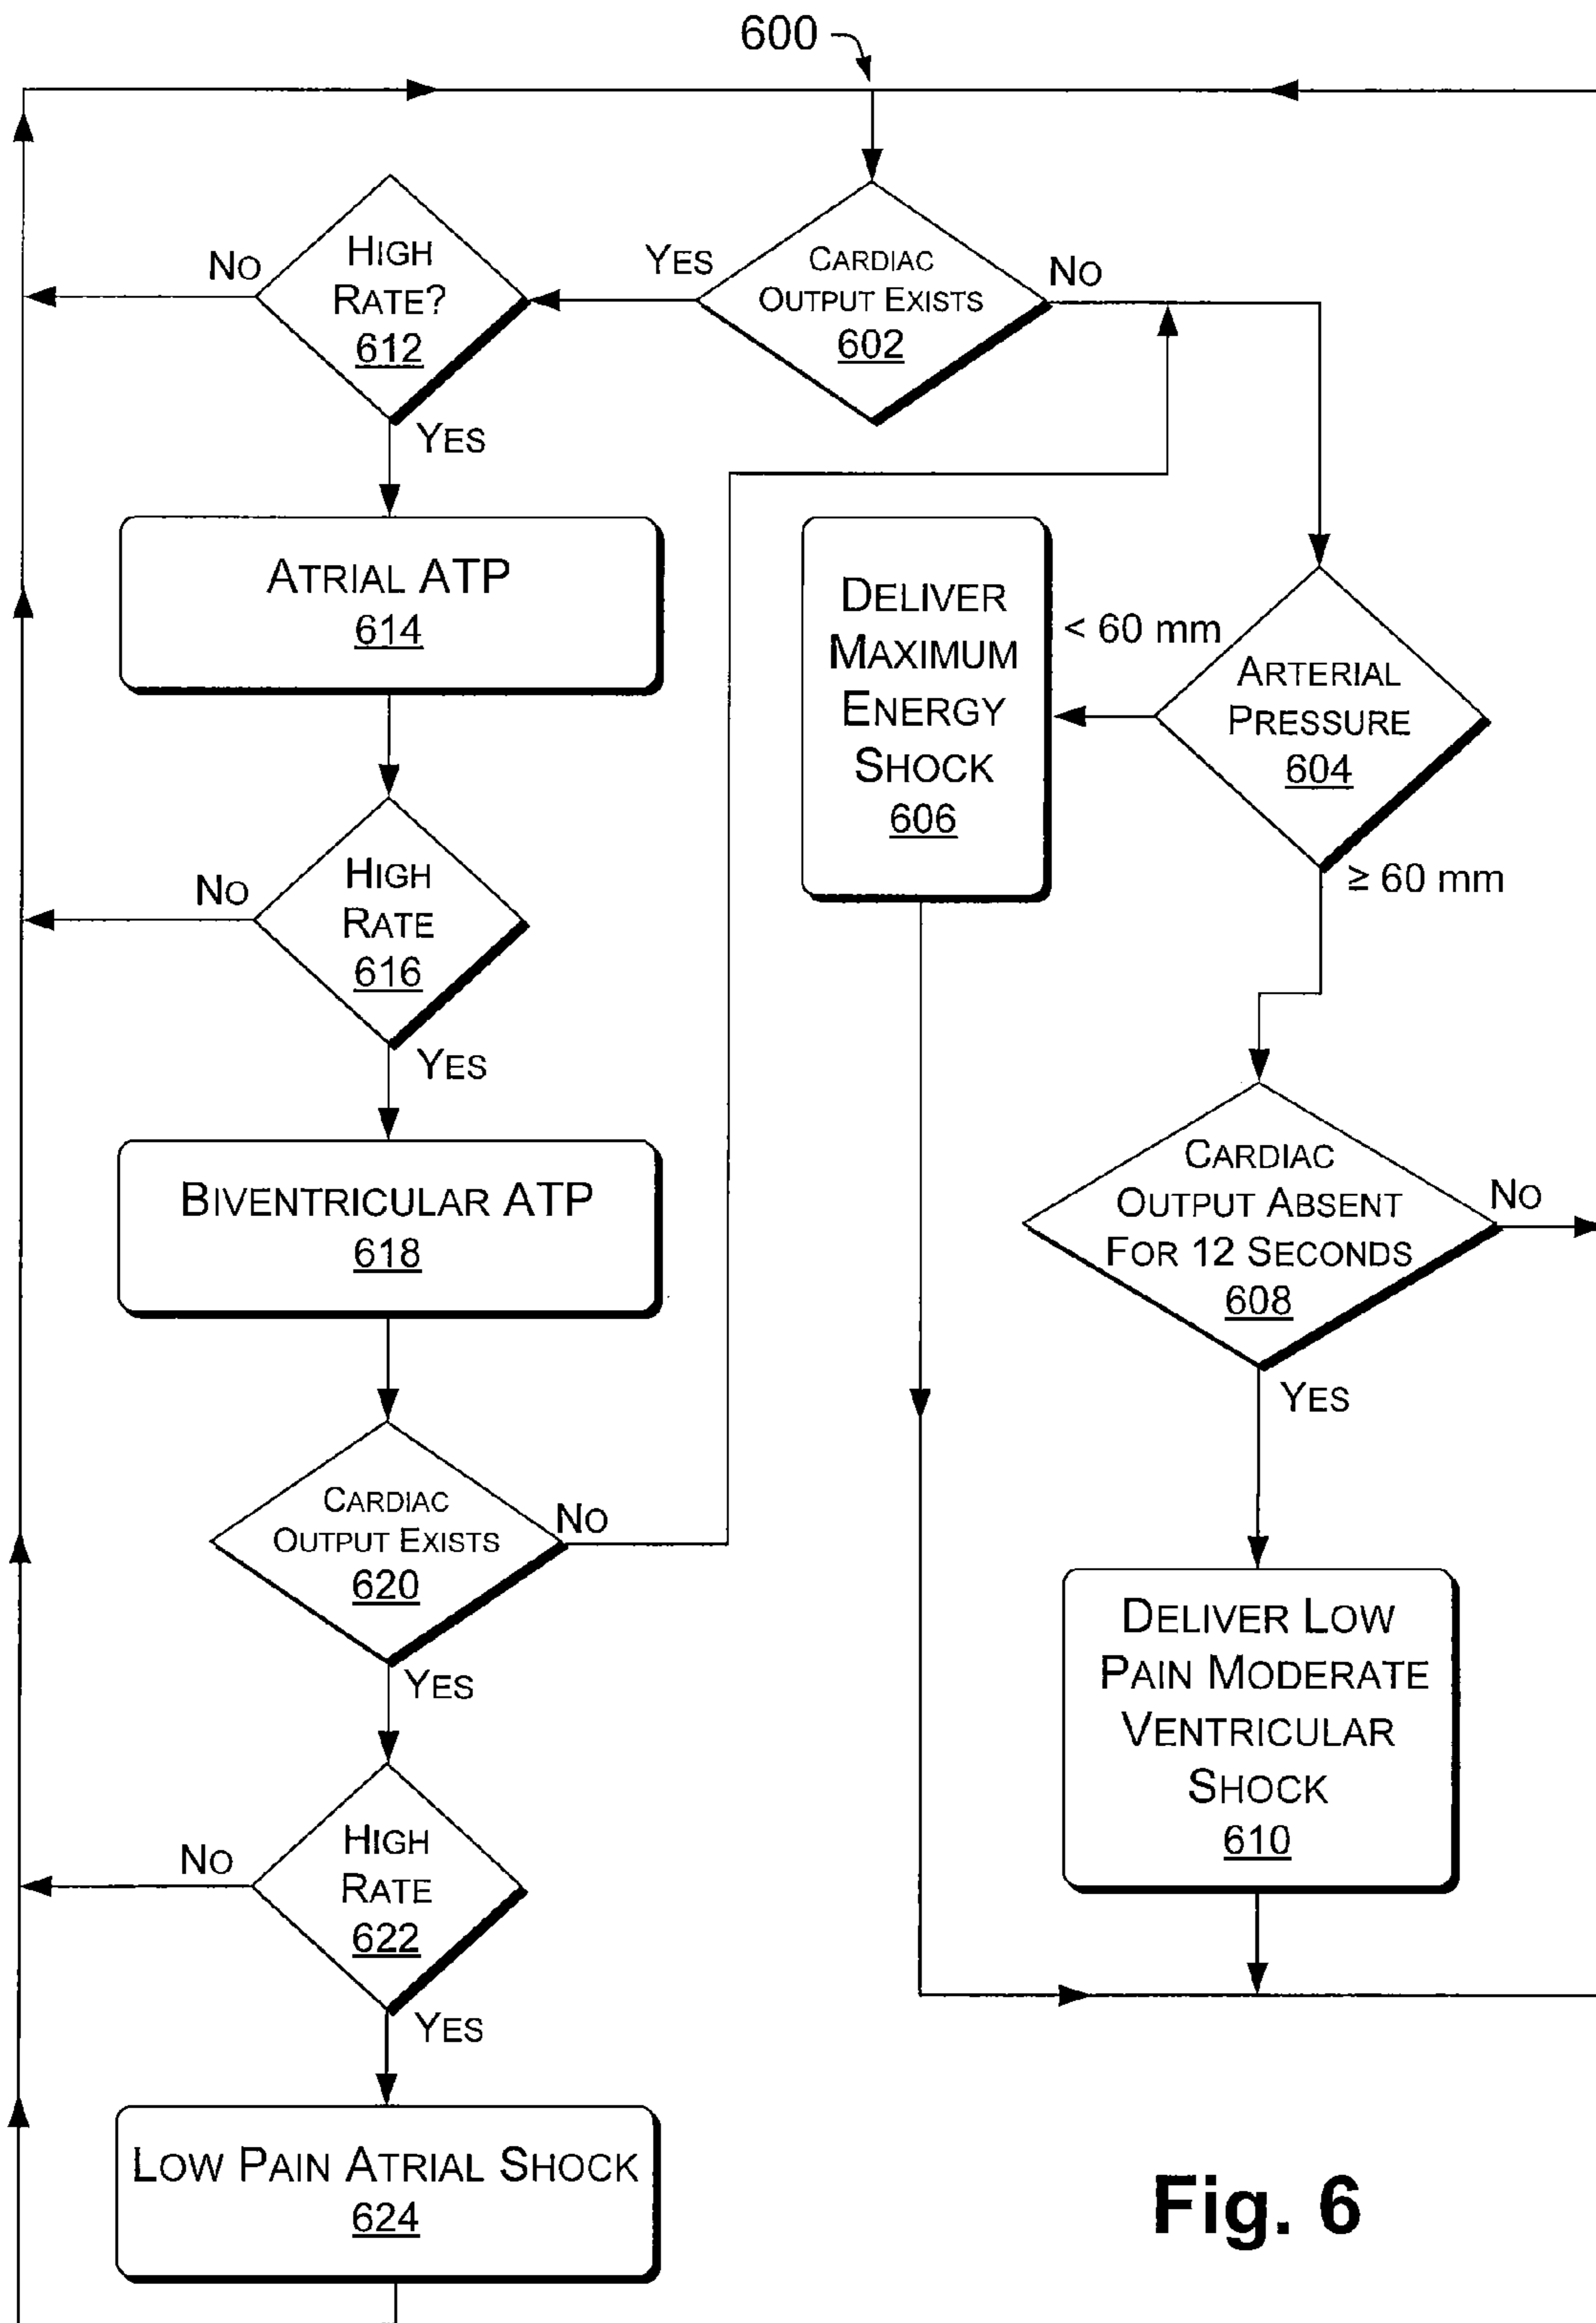 600
HIGH
RATE?
612
NO
YES
CARDIAC
OUTPUT EXISTS
602
YES
NO
ATRIAL ATP
614
HIGH
RATE
616
NO
YES
BIVENTRICULAR ATP
618
CARDIAC
OUTPUT EXISTS
620
NO
YES
HIGH
RATE
622
NO
YES
LOW PAIN ATRIAL SHOCK
624
DELIVER
MAXIMUM
ENERGY
SHOCK
606
< 60 mm
ARTERIAL
PRESSURE
604
≥ 60 mm
CARDIAC
OUTPUT ABSENT
FOR 12 SECONDS
608
NO
YES
DELIVER LOW
PAIN MODERATE
VENTRICULAR
SHOCK
610
Fig. 6